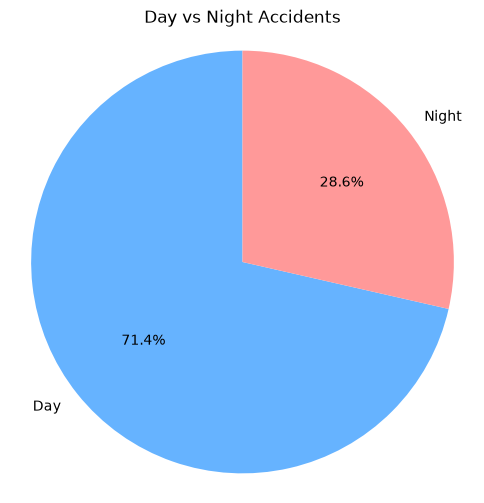 Day vs Night Accidents
Night
28.6%
71.4%
Day